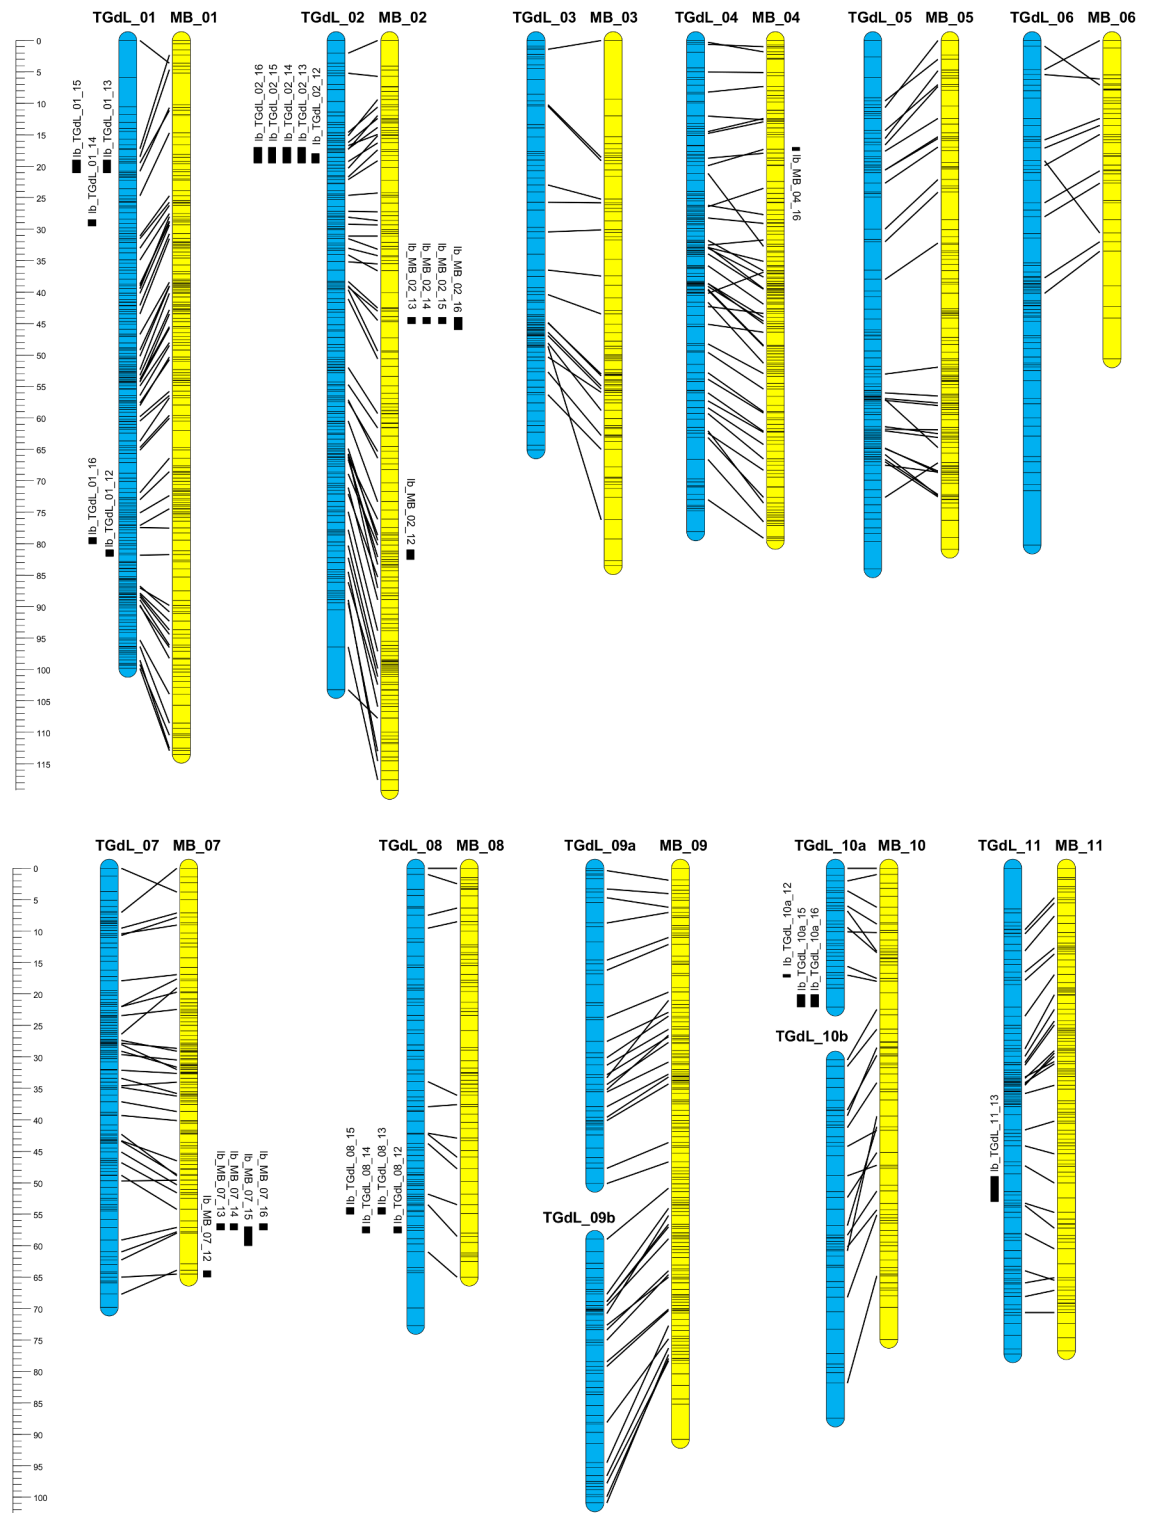 TGdL_01 MB_01 TGdL_02 MB_02 TGdL_03 MB_03 TGdL_04 MB_04 TGdL_05 MB_05 TGdL_06 MB_06
0
5
10
15
20
25
30
35
40
45
50
55
60
65
70
75
80
85
90
95
100
105
110
115
Ib_TGdL_01_15
Ib_TGdL_01_14
Ib_TGdL_01_13
Ib_TGdL_01_16
Ib_TGdL_01_12
Ib_TGdL_02_16
Ib_TGdL_02_15
Ib_TGdL_02_14
Ib_TGdL_02_13
Ib_TGdL_02_12
Ib_MB_02_13
Ib_MB_02_14
Ib_MB_02_15
Ib_MB_02_16
Ib_MB_02_12
Ib_MB_04_16
TGdL_07 MB_07 TGdL_08 MB_08 TGdL_09a MB_09 TGdL_10a MB_10 TGdL_11 MB_11
0
5
10
15
20
25
30
35
40
45
50
55
60
65
70
75
80
85
90
95
100
Ib_MB_07_12
Ib_MB_07_13
Ib_MB_07_14
Ib_MB_07_15
Ib_MB_07_16
Ib_TGdL_08_15
Ib_TGdL_08_14
Ib_TGdL_08_13
Ib_TGdL_08_12
TGdL_09b
Ib_TGdL_10a_12
Ib_TGdL_10a_15
Ib_TGdL_10a_16
TGdL_10b
Ib_TGdL_11_13